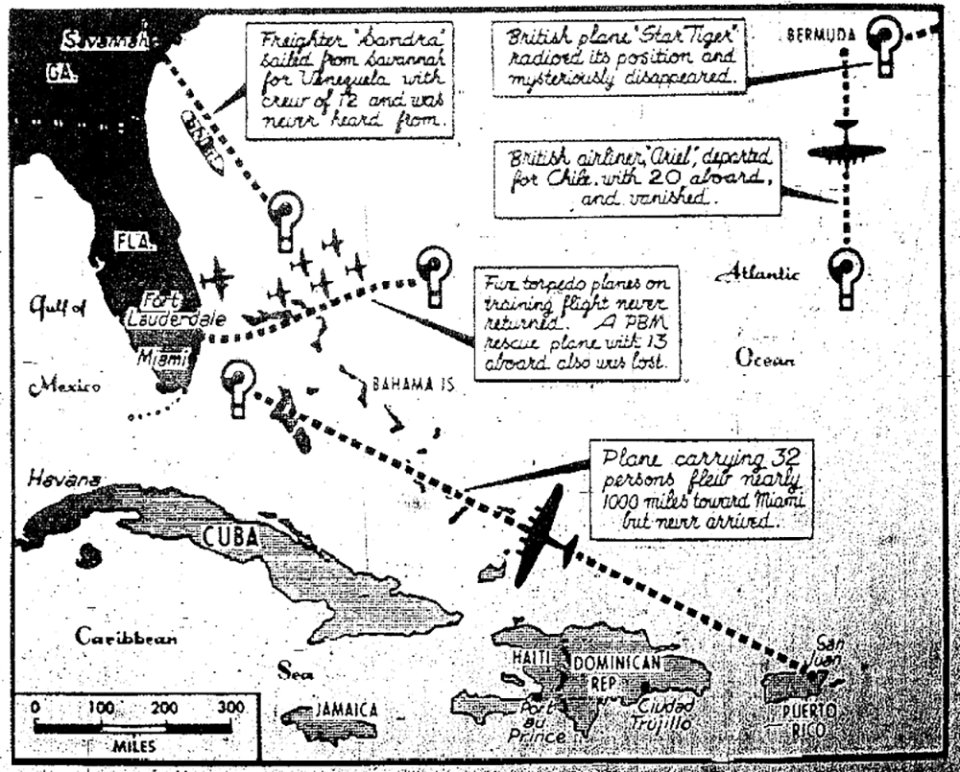 Savannah
GA.
Freighter "Sandra"
sailed from Savannah
for Venezuela with
crew of 12 and was
never heard from.
British plane "Star Tiger"
radioed its position and
mysteriously disappeared.
BERMUDA
British airliner, "Ariel", departed
for Chile, with 20 aboard,
and vanished.
FLA.
Gulf of
Mexico
Fort
Lauderdale
Miami
Atlantic
Ocean
Five torpedo planes on
training flight never
returned. A PBM
rescue plane with 13
aboard also was lost.
BAHAMA IS.
Plane carrying 32
persons flew nearly
1000 miles toward Miami
but never arrived.
Havana
CUBA
Caribbean
Sea
HAITI
DOMINICAN
REP.
Port
au
Prince
Ciudad
Trujillo
San
Juan
PUERTO
RICO
JAMAICA
0 100 200 300
MILES